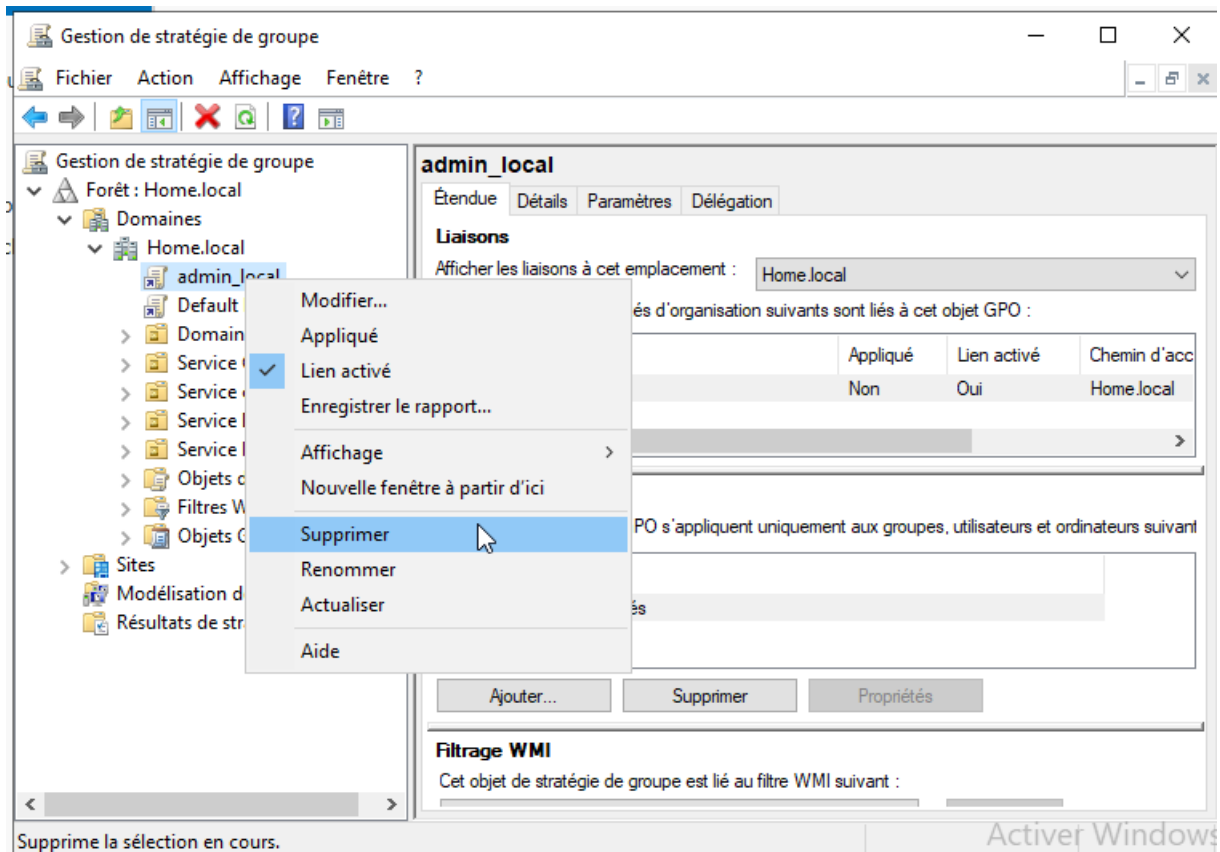 Gestion de stratégie de groupe
Fichier Action Affichage Fenêtre ?
Gestion de stratégie de groupe
Forêt : Home.local
Domaines
Home.local
admin_local
Default
Domain
Service
Service
Service
Service
Objets
Filtres
Objets
Sites
Modélisation
Résultats de
Modifier...
Appliqué
Lien activé
Enregistrer le rapport...
Affichage
Nouvelle fenêtre à partir d'ici
Supprimer
Renommer
Actualiser
Aide
admin_local
Étendue Détails Paramètres Délégation
Liaisons
Afficher les liaisons à cet emplacement : Home.local
és d'organisation suivants sont liés à cet objet GPO :
Appliqué Lien activé Chemin d'acc
Non Oui Home.local
PO s'appliquent uniquement aux groupes, utilisateurs et ordinateurs suivant
és
Ajouter... Supprimer Propriétés
Filtrage WMI
Cet objet de stratégie de groupe est lié au filtre WMI suivant :
Supprime la sélection en cours.
Activer Windows